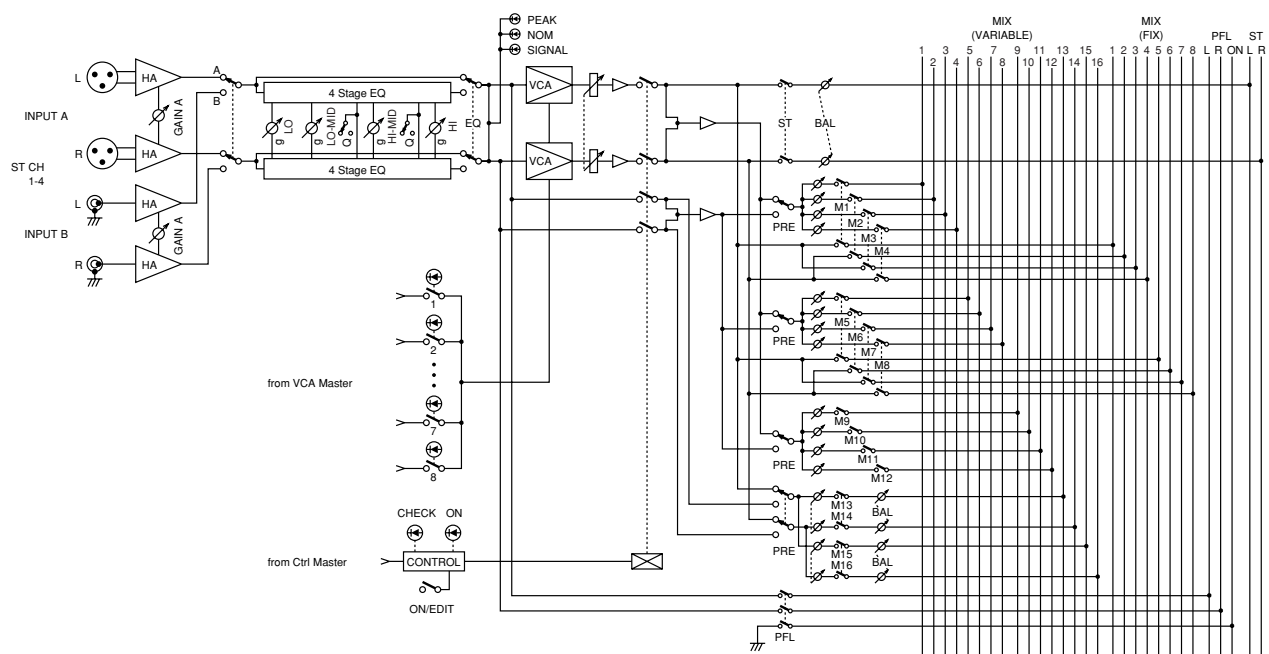 PEAK
NOM
SIGNAL
MIX
(VARIABLE)
MIX
(FIX)
PFL
ST
1 3 5 7 9 11 13 15 1 2 3 4 5 6 7 8 L R ON L R
2 4 6 8 10 12 14 16
L
HA
A
B
4 Stage EQ
VCA
INPUT A
GAIN A
LO
g
LO-MID
g
Q
HI-MID
g
Q
HI
g
EQ
ST
BAL
R
HA
4 Stage EQ
VCA
ST CH
1-4
L
HA
INPUT B
GAIN A
R
HA
PRE
M1
M2
M3
M4
1
2
from VCA Master
7
8
PRE
M5
M6
M7
M8
PRE
M9
M10
M11
M12
PRE
M13
M14
BAL
M15
M16
BAL
CHECK ON
from Ctrl Master
CONTROL
ON/EDIT
PFL